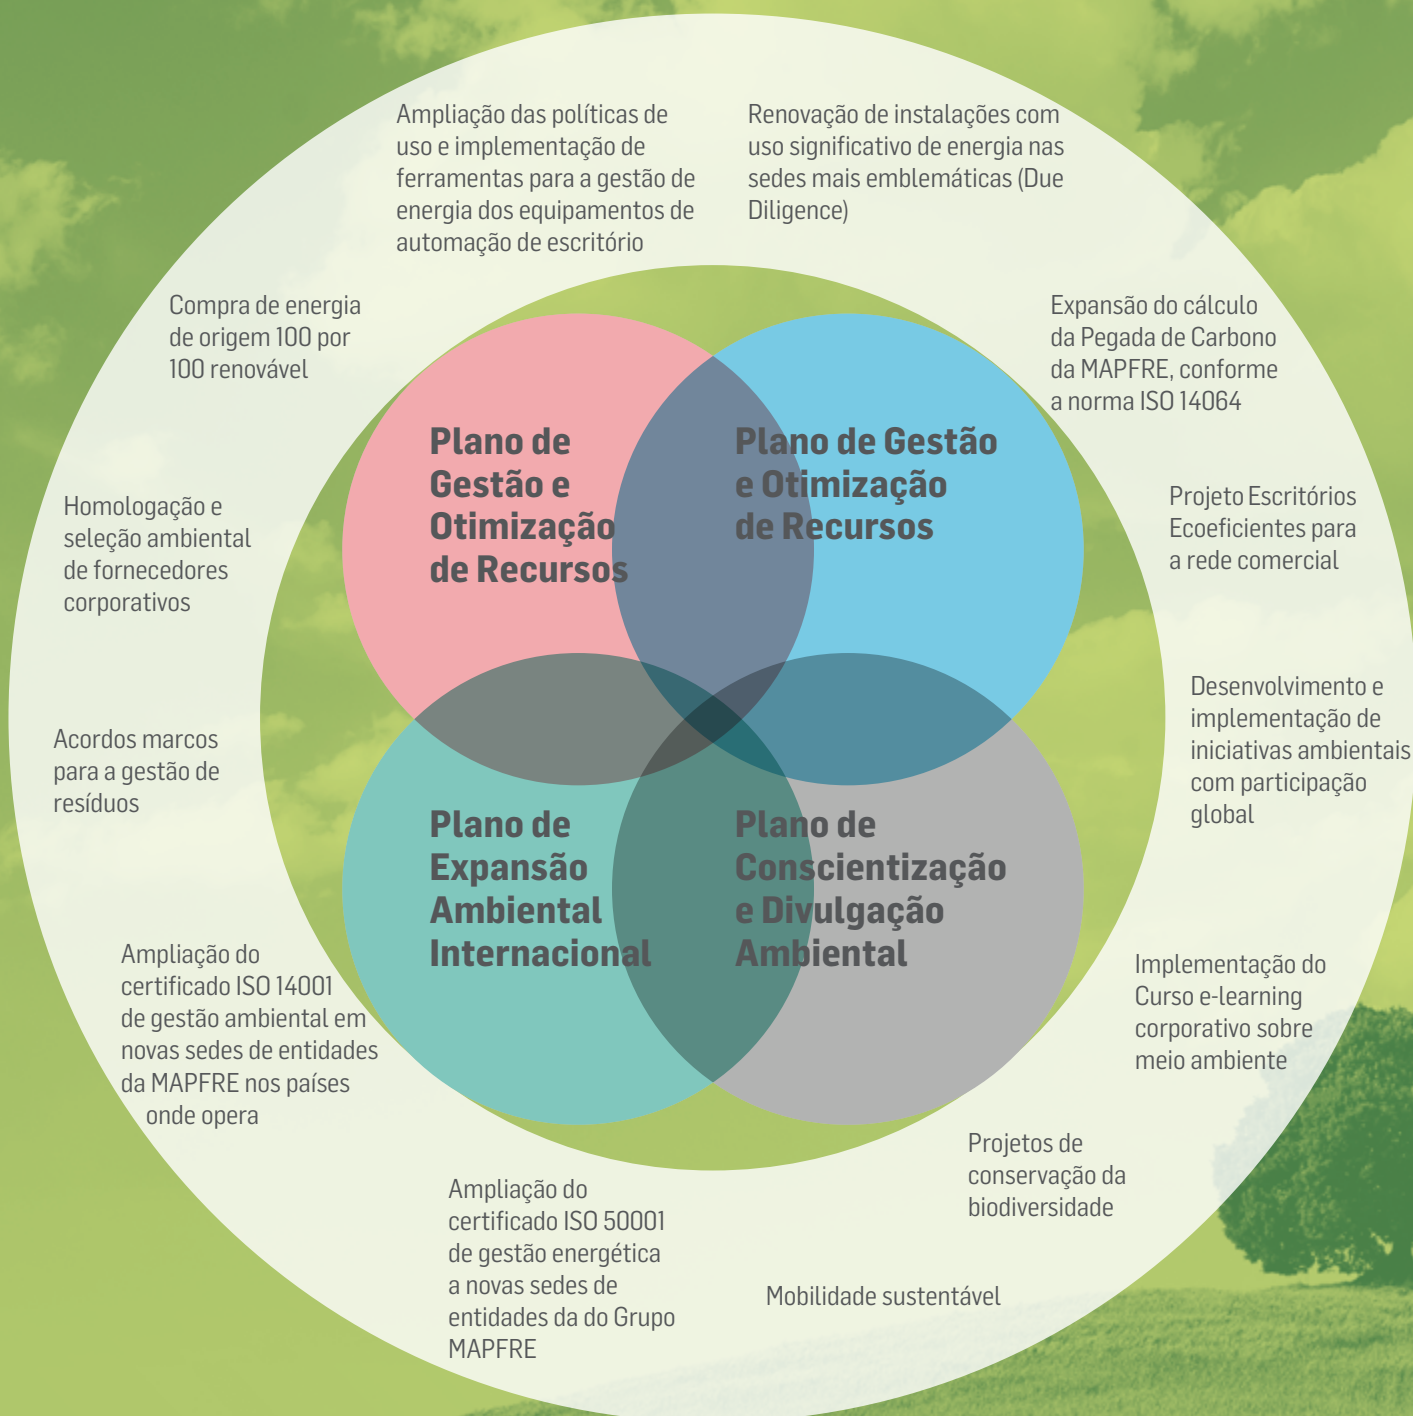 Ampliação das políticas de
uso e implementação de
ferramentas para a gestão de
energia dos equipamentos de
automação de escritório
Renovação de instalações com
uso significativo de energia nas
sedes mais emblemáticas (Due
Diligence)
Compra de energia
de origem 100 por
100 renovável
Expansão do cálculo
da Pegada de Carbono
da MAPFRE, conforme
a norma ISO 14064
Plano de
Gestão e
Otimização
de Recursos
Plano de Gestão
e Otimização
de Recursos
Homologação e
seleção ambiental
de fornecedores
corporativos
Projeto Escritórios
Ecoeficientes para
a rede comercial
Acordos marcos
para a gestão de
resíduos
Desenvolvimento e
implementação de
iniciativas ambientais
com participação
global
Plano de
Expansão
Ambiental
Internacional
Plano de
Conscientização
e Divulgação
Ambiental
Ampliação do
certificado ISO 14001
de gestão ambiental em
novas sedes de entidades
da MAPFRE nos países
onde opera
Implementação do
Curso e-learning
corporativo sobre
meio ambiente
Ampliação do
certificado ISO 50001
de gestão energética
a novas sedes de
entidades da do Grupo
MAPFRE
Projetos de
conservação da
biodiversidade
Mobilidade sustentável